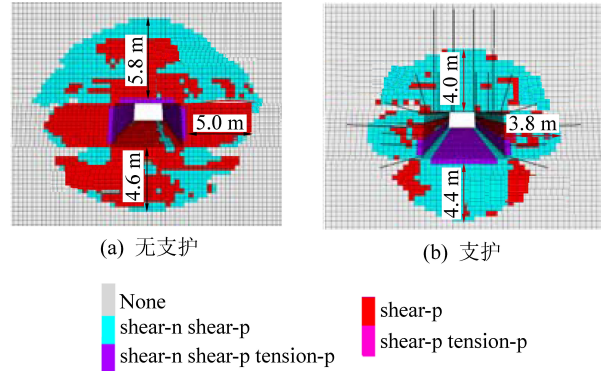 5.8 m
5.0 m
4.6 m
4.0 m
3.8 m
4.4 m
(a) 无支护
(b) 支护
None
shear-n shear-p
shear-n shear-p tension-p
shear-p
shear-p tension-p